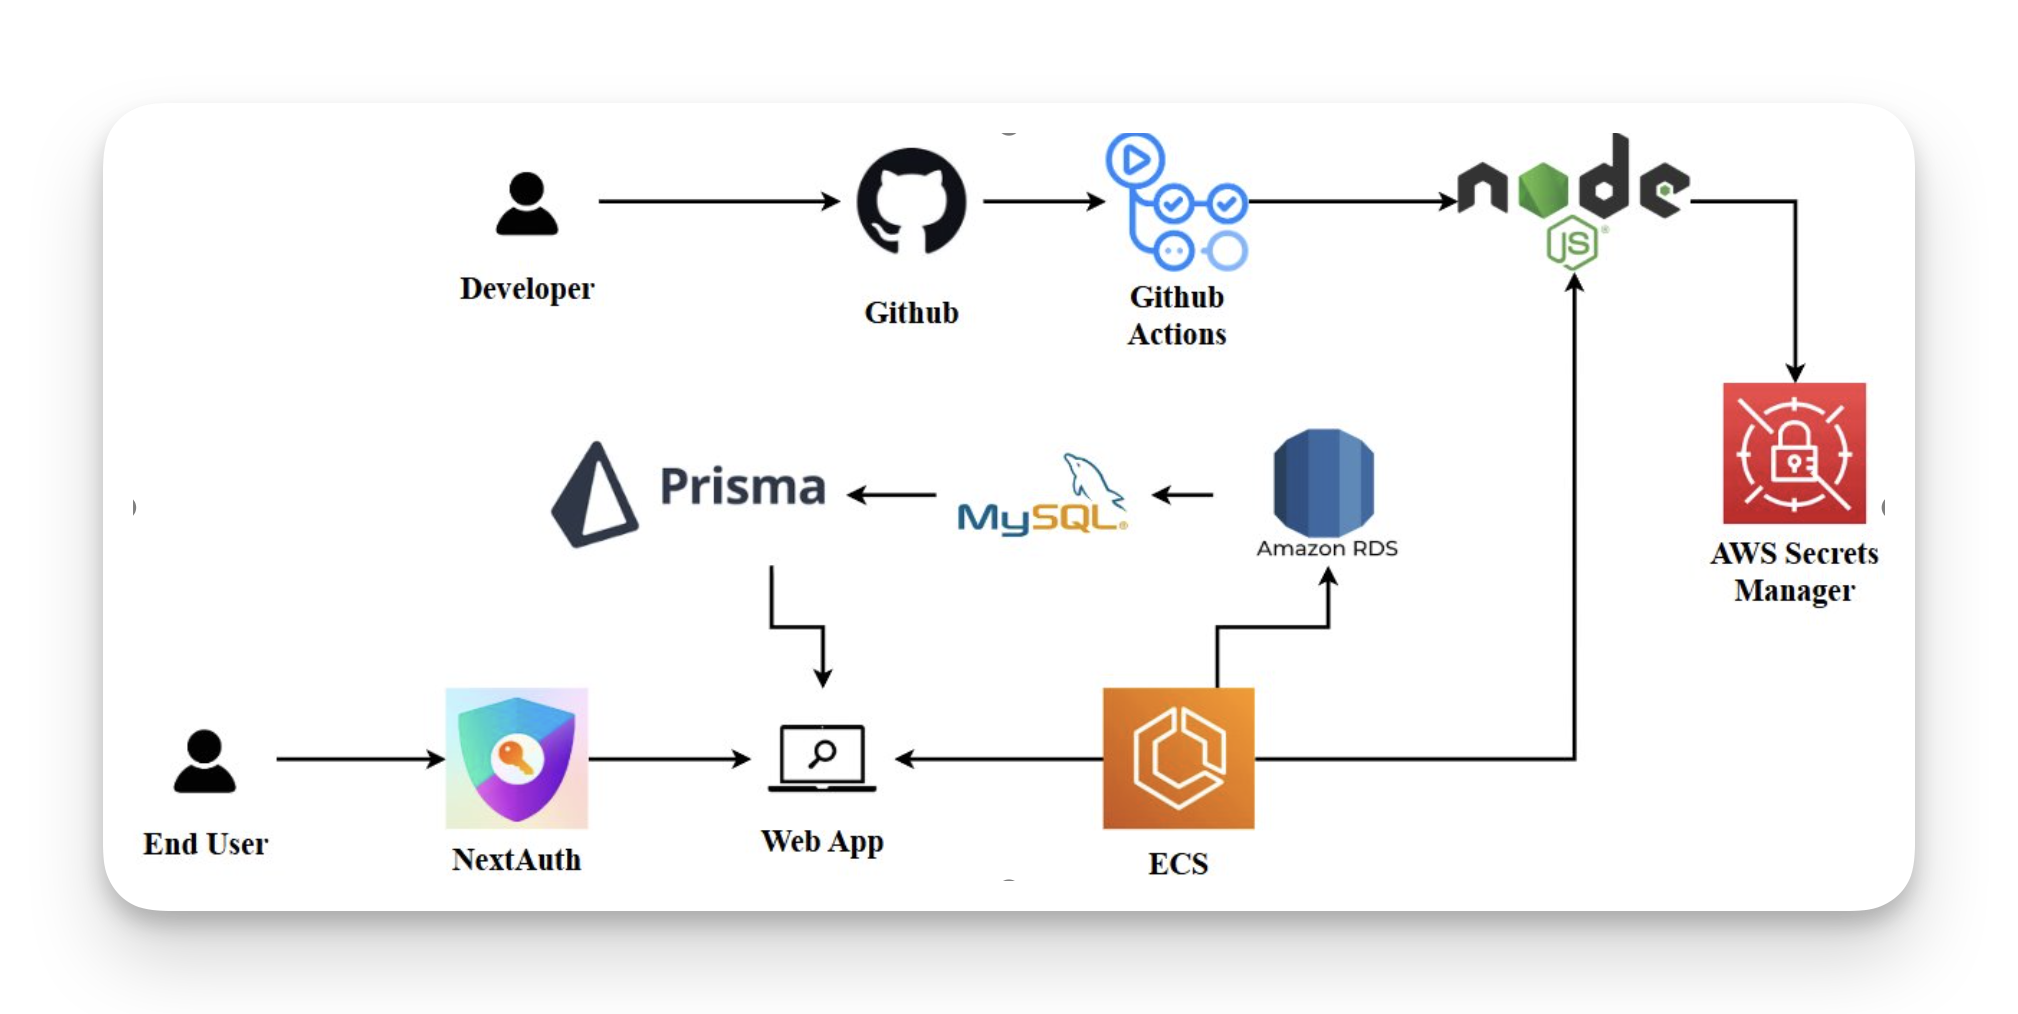 node
JS®
Developer
Github
Github
Actions
Prisma
MySQL®
Amazon RDS
AWS Secrets
Manager
End User
NextAuth
Web App
ECS